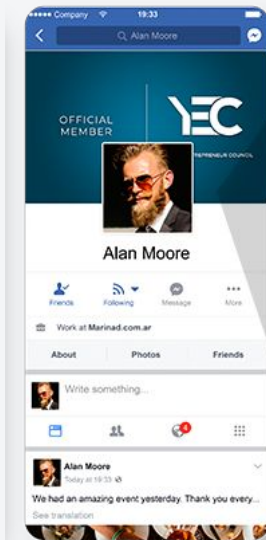 Company 19:33
Alan Moore
OFFICIAL
MEMBER
YEC
TREPRENEUR COUNCIL
Alan Moore
Friends Following Message More
Work at Marinad.com.ar
About Photos Friends
Write something...
4
Alan Moore
Today at 19:33
We had an amazing event yesterday. Thank you every...
See translation